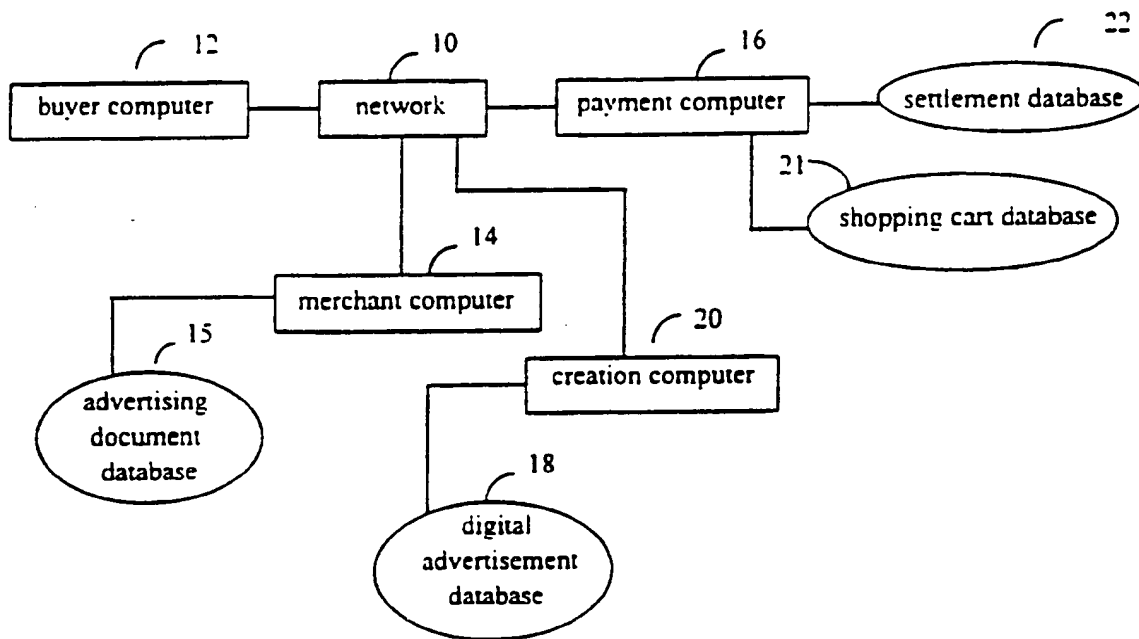 12
10
16
22
buyer computer
network
payment computer
settlement database
21
shopping cart database
14
merchant computer
15
20
creation computer
advertising
document
database
18
digital
advertisement
database